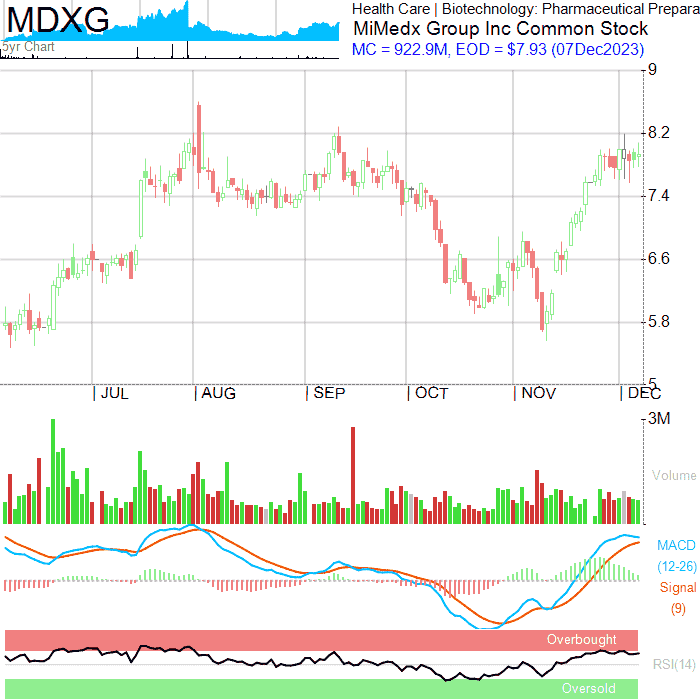 MDXG
5yr Chart
Health Care | Biotechnology: Pharmaceutical Prepara
MiMedx Group Inc Common Stock
MC = 922.9M, EOD = $7.93 (07Dec2023)
9
8.2
7.4
6.6
5.8
5
JUL AUG SEP OCT NOV DEC
3M
Volume
MACD
(12-26)
Signal
(9)
Overbought
RSI(14)
Oversold